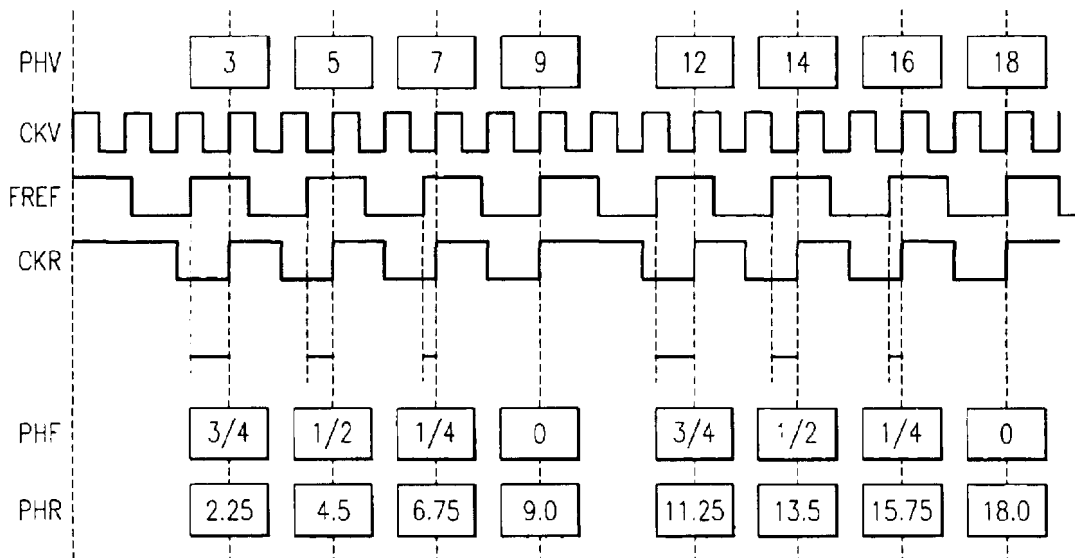 PHV 3 5 7 9 12 14 16 18
CKV
FREF
CKR
PHF 3/4 1/2 1/4 0 3/4 1/2 1/4 0
PHR 2.25 4.5 6.75 9.0 11.25 13.5 15.75 18.0